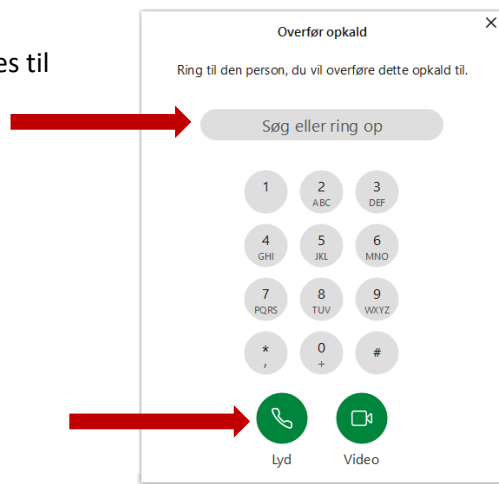 es til
Overfør opkald
Ring til den person, du vil overføre dette opkald til.
Søg eller ring op
1 2 3
ABC DEF
4 5 6
GHI JKL MNO
7 8 9
PQRS TUV WXYZ
* 0 #
, +
Lyd Video